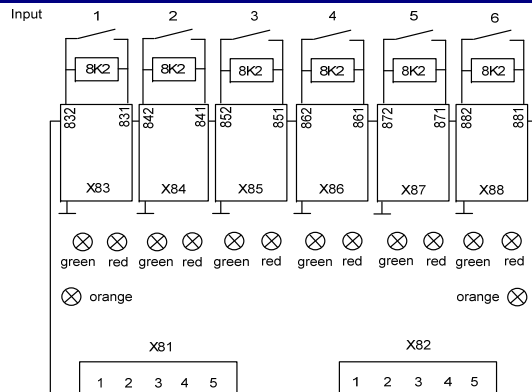 Input 1 2 3 4 5 6
8K2 8K2 8K2 8K2 8K2 8K2
832 831 842 841 852 851 862 861 872 871 882 881
X83 X84 X85 X86 X87 X88
green red green red green red green red green red green red
orange orange
X81 X82
1 2 3 4 5 1 2 3 4 5